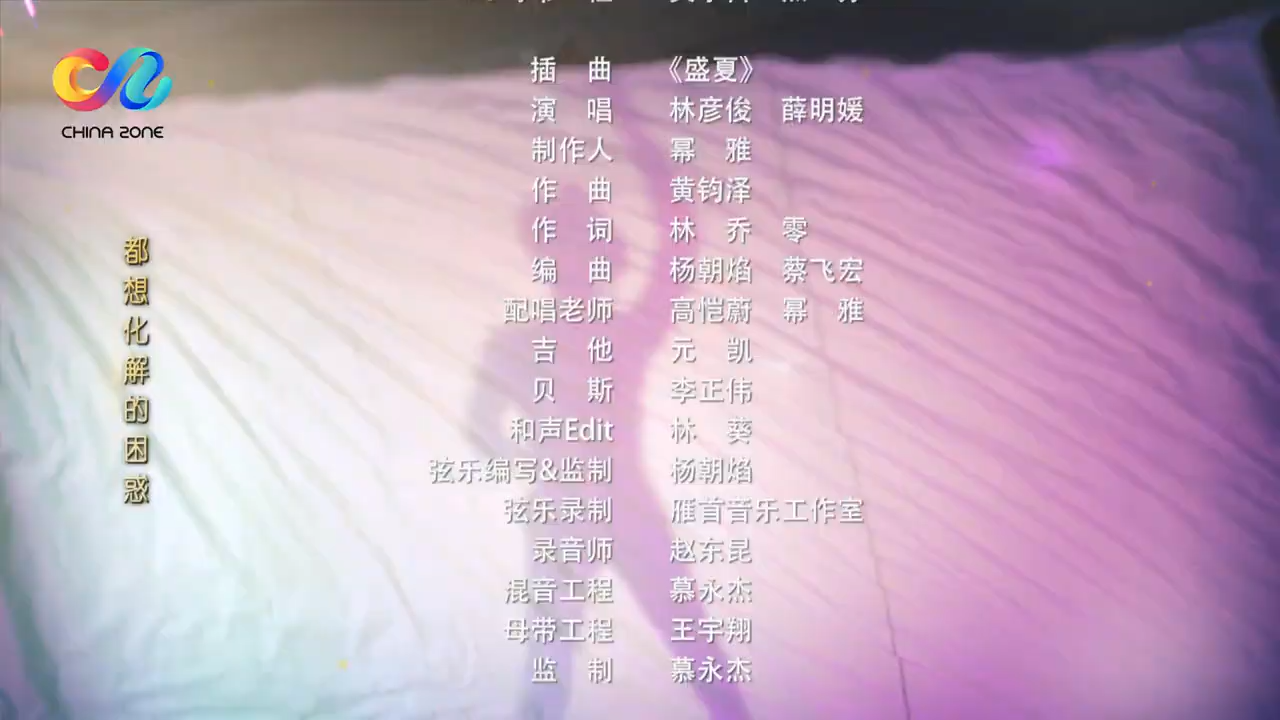 CHINA ZONE
都想化解的困惑
插 曲 《盛夏》
演 唱 林彦俊 薛明媛
制作人 幂 雅
作 曲 黄钧泽
作 词 林 乔 零
编 曲 杨朝焰 蔡飞宏
配唱老师 高恺蔚 幂 雅
吉 他 元 凯
贝 斯 李正伟
和声Edit 林 葵
弦乐编写&监制 杨朝焰
弦乐录制 雁首音乐工作室
录音师 赵东昆
混音工程 慕永杰
母带工程 王宇翔
监 制 慕永杰